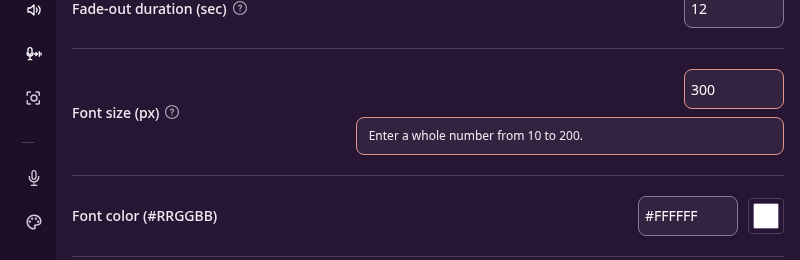 Fade-out duration (sec)
12
300
Font size (px)
Enter a whole number from 10 to 200.
Font color (#RRGGBB)
#FFFFFF